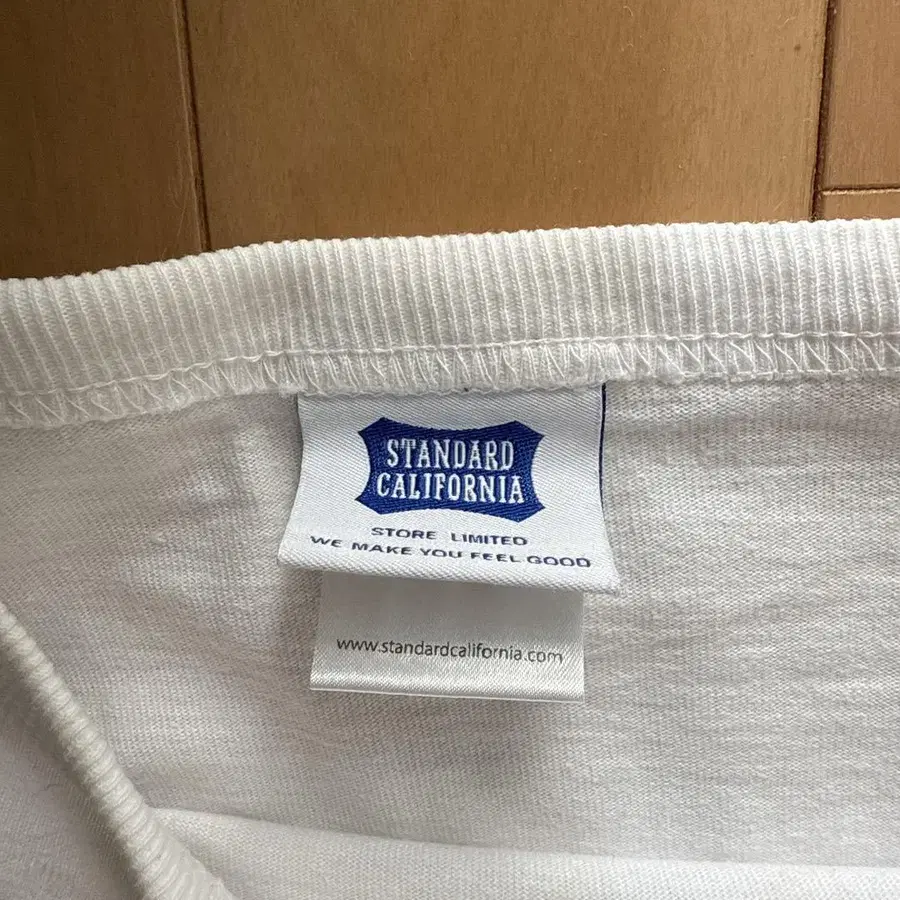 STANDARD
CALIFORNIA
STORE LIMITED
WE MAKE YOU FEEL GOOD
www.standardcalifornia.com